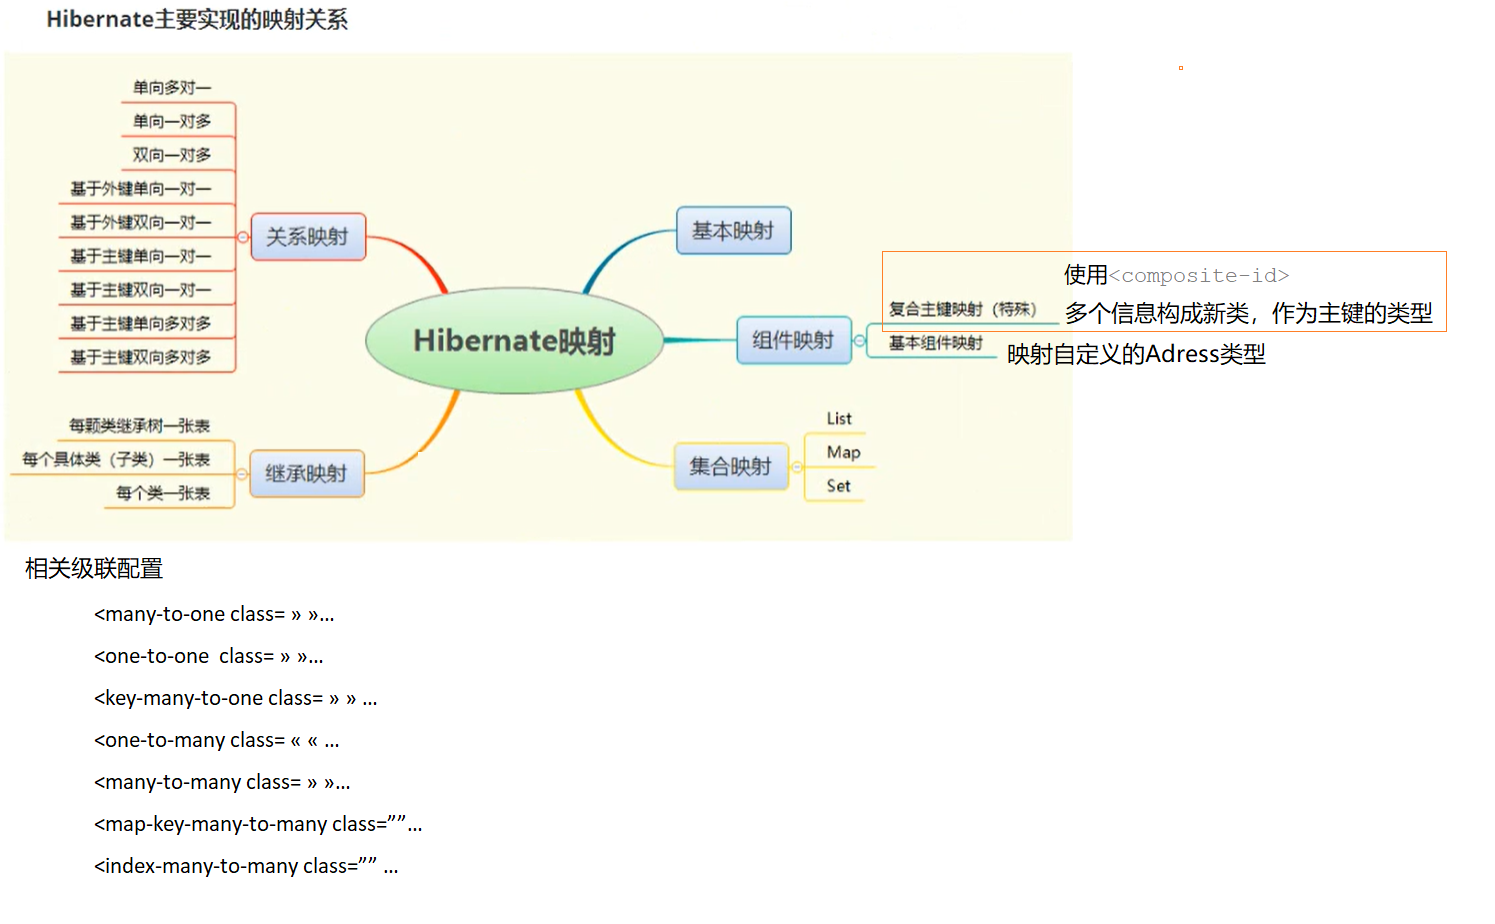 Hibernate主要实现的映射关系
单向多对一
单向一对多
双向一对多
基于外键单向一对一
基于外键双向一对一
基于主键单向一对一
基于主键双向一对一
基于主键单向多对多
基于主键双向多对多
关系映射
每颗类继承树一张表
每个具体类（子类）一张表
每个类一张表
继承映射
Hibernate映射
基本映射
组件映射
复合主键映射（特殊）
使用<composite-id>
多个信息构成新类，作为主键的类型
基本组件映射
映射自定义的Adress类型
集合映射
List
Map
Set
相关级联配置
<many-to-one class= » »...
<one-to-one  class= » »...
<key-many-to-one class= » » ...
<one-to-many class= « « ...
<many-to-many class= » »...
<map-key-many-to-many class=””...
<index-many-to-many class=”” ...